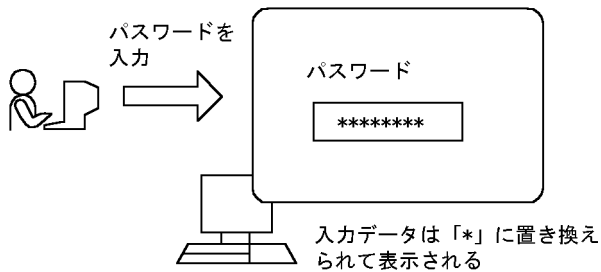 パスワードを
入力
パスワード
********
入力データは「*」に置き換え
られて表示される